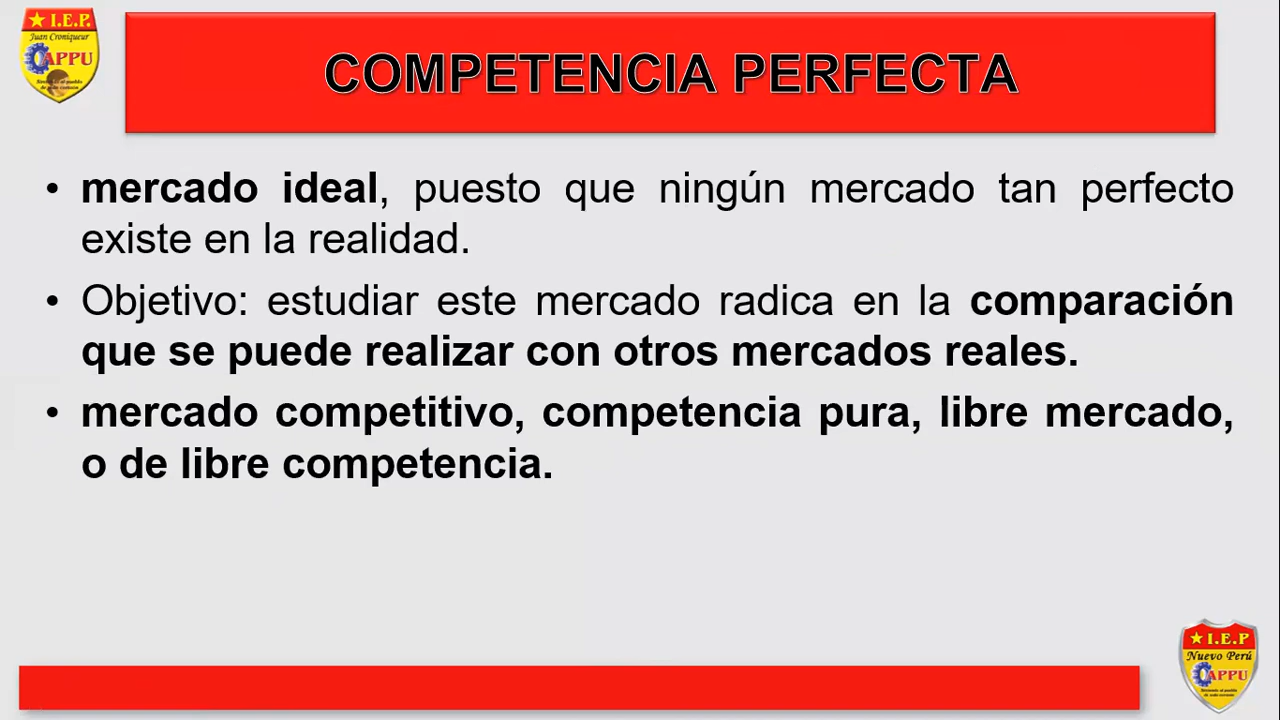 ★ I.E.P.
Juan Croniqueur
CAPPU
COMPETENCIA PERFECTA
• mercado ideal, puesto que ningún mercado tan perfecto
existe en la realidad.
• Objetivo: estudiar este mercado radica en la comparación
que se puede realizar con otros mercados reales.
• mercado competitivo, competencia pura, libre mercado,
o de libre competencia.
★ I.E.P
Nuevo Perú
CAPPU